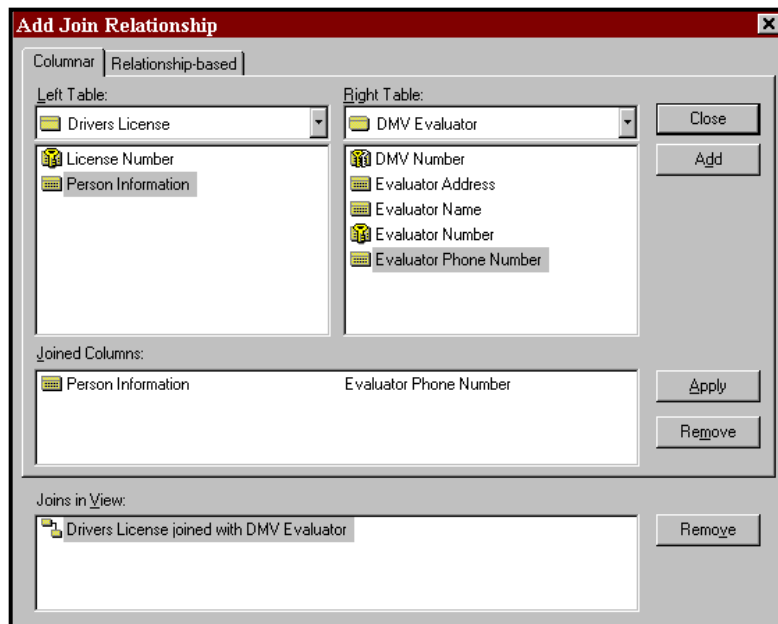 Add Join Relationship
Columnar Relationship-based
Left Table: Right Table:
Drivers License DMV Evaluator Close
License Number DMV Number Add
Person Information Evaluator Address
Evaluator Name
Evaluator Number
Evaluator Phone Number
Joined Columns:
Person Information Evaluator Phone Number Apply
Remove
Joins in View:
Drivers License joined with DMV Evaluator Remove